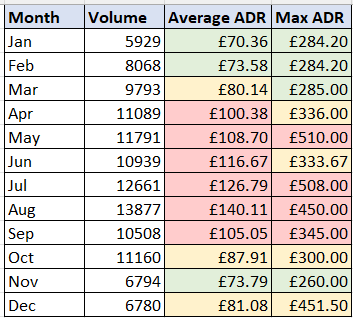 Month Volume Average ADR Max ADR
Jan 5929 £70.36 £284.20
Feb 8068 £73.58 £284.20
Mar 9793 £80.14 £285.00
Apr 11089 £100.38 £336.00
May 11791 £108.70 £510.00
Jun 10939 £116.67 £333.67
Jul 12661 £126.79 £508.00
Aug 13877 £140.11 £450.00
Sep 10508 £105.05 £345.00
Oct 11160 £87.91 £300.00
Nov 6794 £73.79 £260.00
Dec 6780 £81.08 £451.50